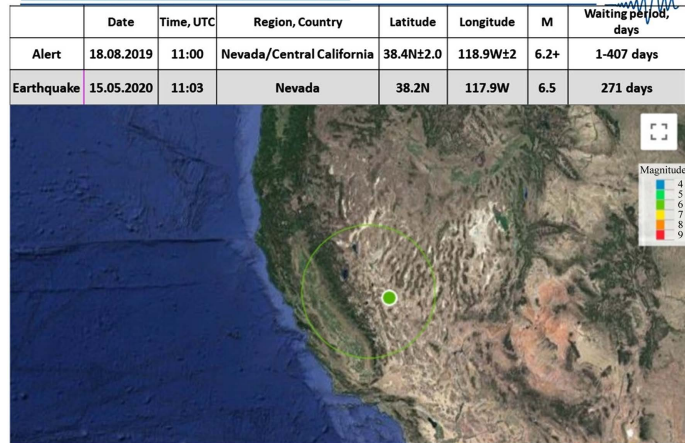 Date Time, UTC Region, Country Latitude Longitude M Waiting period, days
Alert 18.08.2019 11:00 Nevada/Central California 38.4N±2.0 118.9W±2 6.2+ 1-407 days
Earthquake 15.05.2020 11:03 Nevada 38.2N 117.9W 6.5 271 days
Magnitude
4
5
6
7
8
9